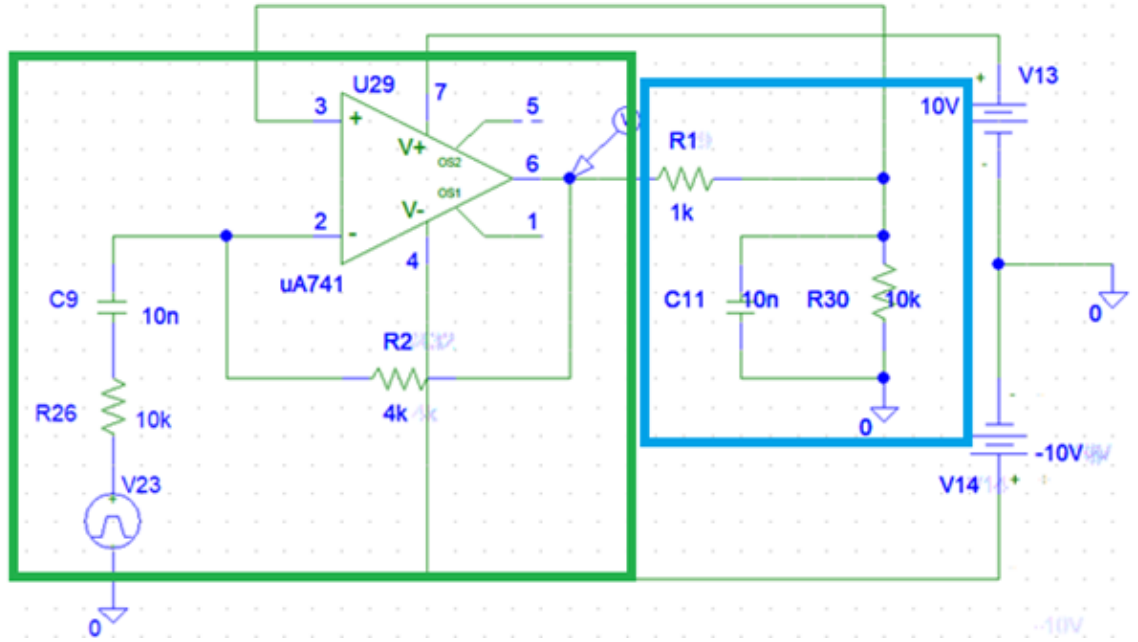 U29
7
3
+
V+
OS2
5
6
V
OS1
V-
1
2
-
4
uA741
C9
10n
R26
10k
V23
+
0
R2
4k
R1
1k
C11
10n
R30
10k
0
+
V13
10V
-
0
-
-10V
V14
+
-10V